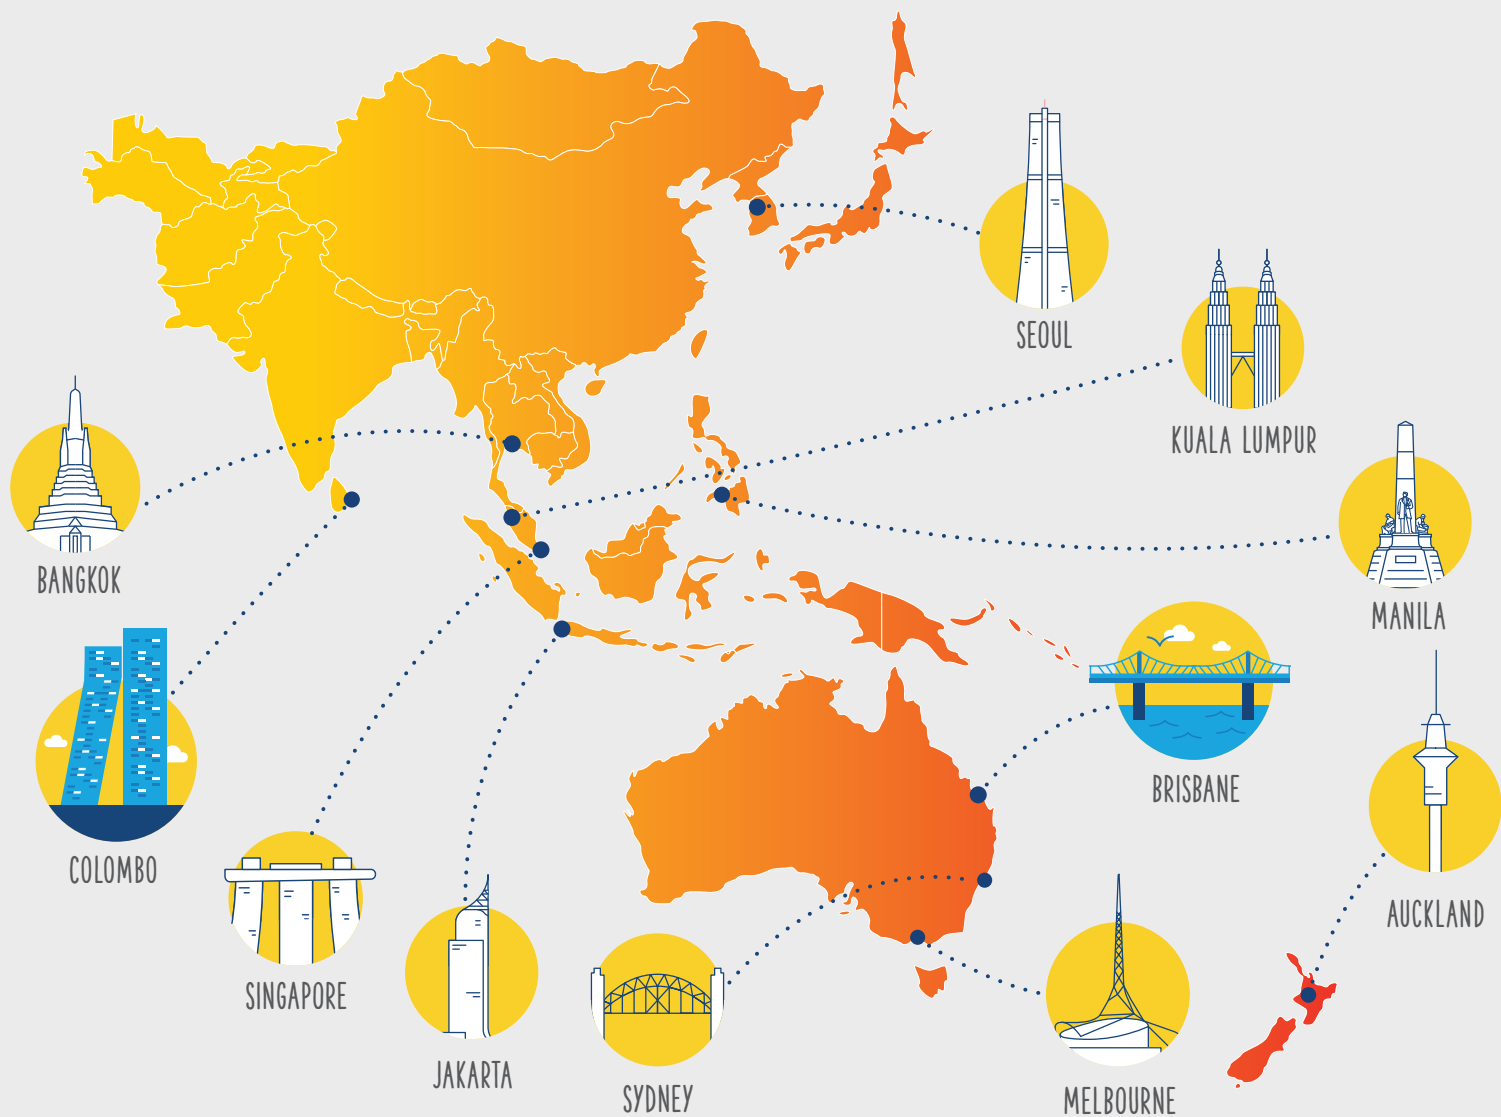 SEOUL
KUALA LUMPUR
BANGKOK
MANILA
BRISBANE
COLOMBO
AUCKLAND
SINGAPORE
JAKARTA
SYDNEY
MELBOURNE